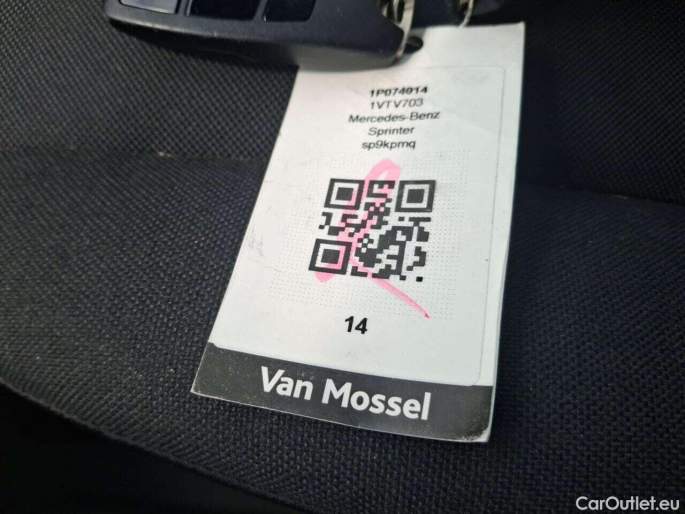 1P074014
1VTV703
Mercedes-Benz
Sprinter
sp9kpmq
14
Van Mossel
CarOutlet.eu